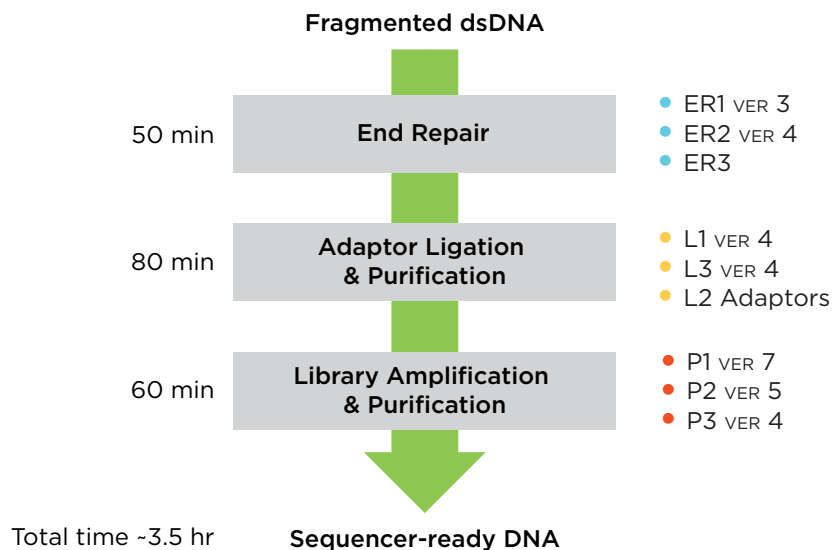 Fragmented dsDNA
50 min
End Repair
• ER1 VER 3
• ER2 VER 4
• ER3
80 min
Adaptor Ligation
& Purification
• L1 VER 4
• L3 VER 4
• L2 Adaptors
60 min
Library Amplification
& Purification
• P1 VER 7
• P2 VER 5
• P3 VER 4
Total time ~3.5 hr
Sequencer-ready DNA